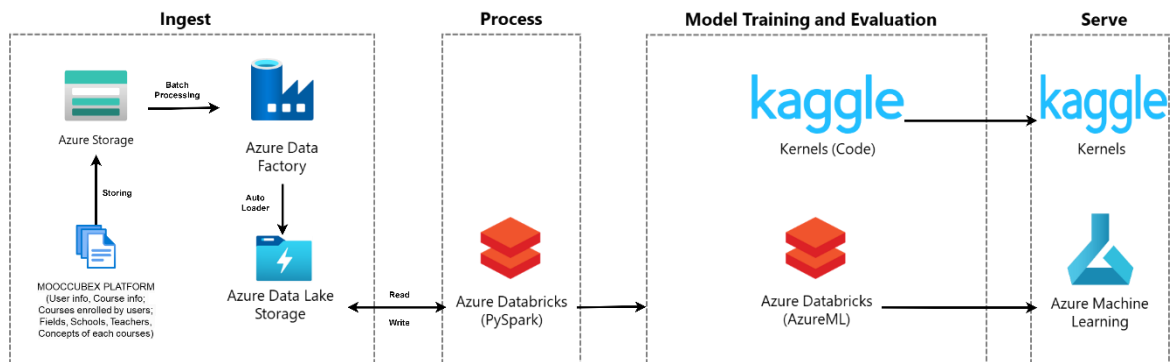 Ingest
Process
Model Training and Evaluation
Serve
Batch
Processing
Azure Storage
Azure Data
Factory
kaggle
Kernels (Code)
kaggle
Kernels
Storing
Auto
Loader
MOOCCUBEX PLATFORM
(User info, Course info;
Courses enrolled by users;
Fields, Schools, Teachers,
Concepts of each courses)
Azure Data Lake
Storage
Read
Write
Azure Databricks
(PySpark)
Azure Databricks
(AzureML)
Azure Machine
Learning